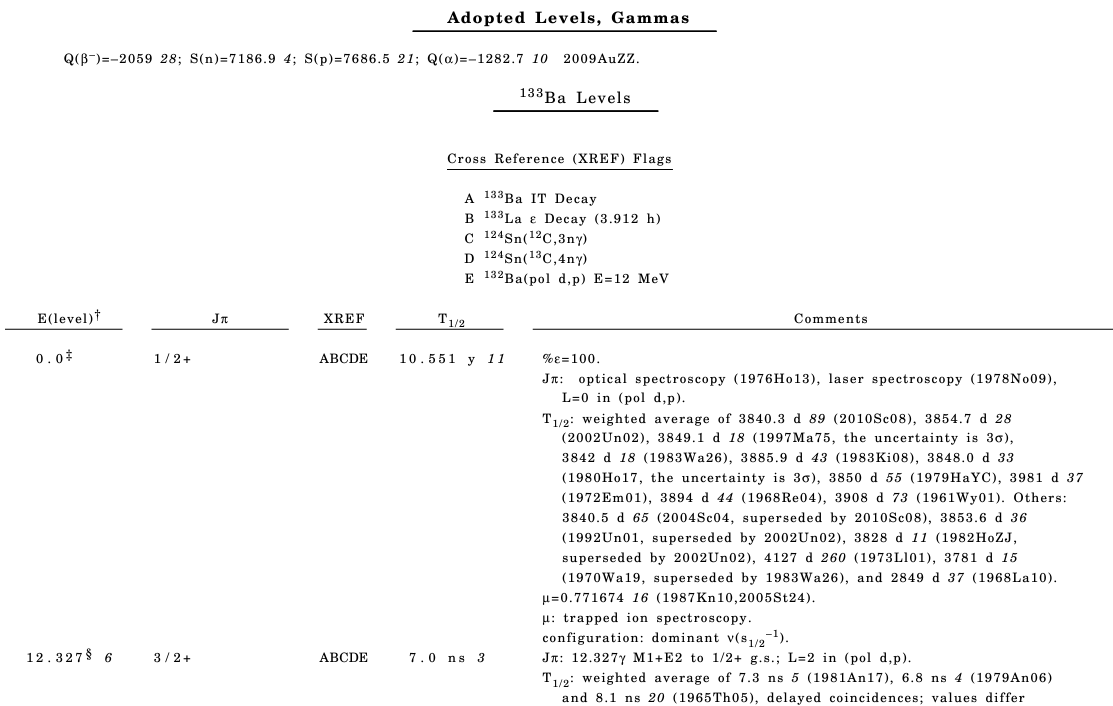 Adopted Levels, Gammas
Q(β⁻)=−2059 28; S(n)=7186.9 4; S(p)=7686.5 21; Q(α)=−1282.7 10 2009AuZZ.
¹³³Ba Levels
Cross Reference (XREF) Flags
A ¹³³Ba IT Decay
B ¹³³La ε Decay (3.912 h)
C ¹²⁴Sn(¹²C,3nγ)
D ¹²⁴Sn(¹³C,4nγ)
E ¹³²Ba(pol d,p) E=12 MeV
E(level)† Jπ XREF T₁/₂ Comments
0.0‡ 1/2+ ABCDE 10.551 y 11 %ε=100.
Jπ: optical spectroscopy (1976Ho13), laser spectroscopy (1978No09),
L=0 in (pol d,p).
T₁/₂: weighted average of 3840.3 d 89 (2010Sc08), 3854.7 d 28
(2002Un02), 3849.1 d 18 (1997Ma75, the uncertainty is 3σ),
3842 d 18 (1983Wa26), 3885.9 d 43 (1983Ki08), 3848.0 d 33
(1980Ho17, the uncertainty is 3σ), 3850 d 55 (1979HaYC), 3981 d 37
(1972Em01), 3894 d 44 (1968Re04), 3908 d 73 (1961Wy01). Others:
3840.5 d 65 (2004Sc04, superseded by 2010Sc08), 3853.6 d 36
(1992Un01, superseded by 2002Un02), 3828 d 11 (1982HoZJ,
superseded by 2002Un02), 4127 d 260 (1973Ll01), 3781 d 15
(1970Wa19, superseded by 1983Wa26), and 2849 d 37 (1968La10).
μ=0.771674 16 (1987Kn10,2005St24).
μ: trapped ion spectroscopy.
configuration: dominant ν(s₁/₂⁻¹).
12.327§ 6 3/2+ ABCDE 7.0 ns 3 Jπ: 12.327γ M1+E2 to 1/2+ g.s.; L=2 in (pol d,p).
T₁/₂: weighted average of 7.3 ns 5 (1981An17), 6.8 ns 4 (1979An06)
and 8.1 ns 20 (1965Th05), delayed coincidences; values differ